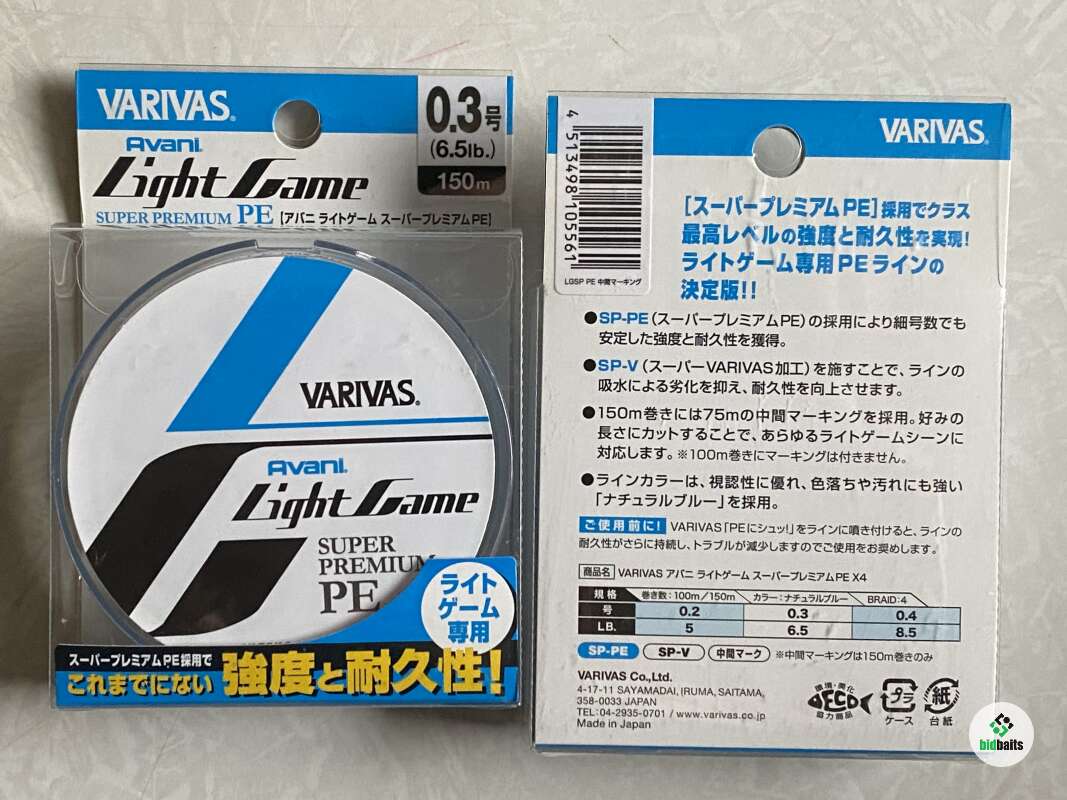 VARIVAS®
0.3号
(6.5lb.)
150m
Avani®
Light Game
SUPER PREMIUM PE [アバニ ライトゲーム スーパープレミアムPE]
VARIVAS®
Avani®
Light Game
SUPER
PREMIUM
PE
ライト
ゲーム
専用
スーパープレミアムPE採用で
これまでにない 強度と耐久性!
4 513498 105561
LGSP PE 中間マーキング
VARIVAS®
[スーパープレミアムPE]採用でクラス
最高レベルの強度と耐久性を実現!
ライトゲーム専用PEラインの
決定版!!
●SP-PE(スーパープレミアムPE)の採用により細号数でも
安定した強度と耐久性を獲得。
●SP-V(スーパーVARIVAS加工)を施すことで、ラインの
吸水による劣化を抑え、耐久性を向上させます。
●150m巻きには75mの中間マーキングを採用。好みの
長さにカットすることで、あらゆるライトゲームシーンに
対応します。※100m巻きにマーキングは付きません。
●ラインカラーは、視認性に優れ、色落ちや汚れにも強い
「ナチュラルブルー」を採用。
ご使用前に! VARIVAS「PEにシュッ!」をラインに噴き付けると、ラインの
耐久性がさらに持続し、トラブルが減少しますのでご使用をお奨めします。
商品名 VARIVAS アバニ ライトゲーム スーパープレミアムPE X4
規格 巻き数:100m/150m カラー:ナチュラルブルー BRAID:4
号 0.2 0.3 0.4
LB. 5 6.5 8.5
SP-PE SP-V 中間マーク ※中間マーキングは150m巻きのみ
VARIVAS Co.,Ltd.
4-17-11 SAYAMADAI, IRUMA, SAITAMA,
358-0033 JAPAN
TEL:04-2935-0701 / www.varivas.co.jp
Made in Japan
環境・美化
ECO
協力商品
プラ
ケース
紙
台紙
bidbaits